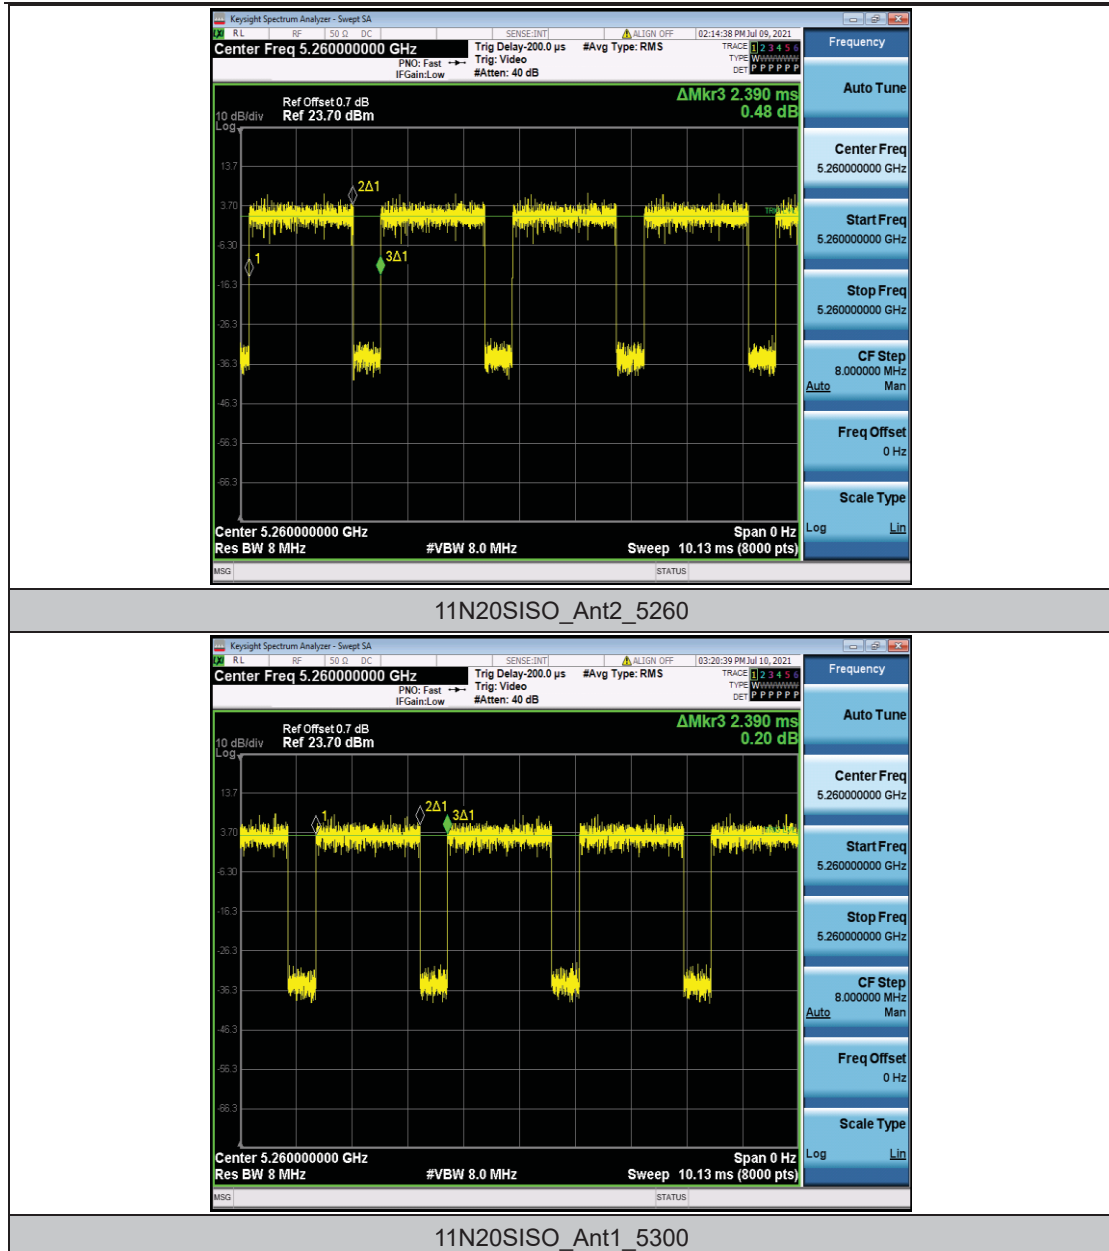 Keysight Spectrum Analyzer - Swept SA
LXI RL RF 50 Ω DC SENSE:INT ALIGN OFF 02:14:38 PM Jul 09, 2021
Center Freq 5.260000000 GHz Trig Delay-200.0 µs #Avg Type: RMS TRACE 1 2 3 4 5 6
PNO: Fast Trig: Video TYPE WWWWWW
IFGain:Low #Atten: 40 dB DET P P P P P P
ΔMkr3 2.390 ms
0.48 dB
Ref Offset 0.7 dB
10 dB/div Ref 23.70 dBm
Log
13.7
3.70
-6.30
-16.3
-26.3
-36.3
-46.3
-56.3
-66.3
2Δ1
1
3Δ1
Center 5.260000000 GHz Span 0 Hz
Res BW 8 MHz #VBW 8.0 MHz Sweep 10.13 ms (8000 pts)
MSG STATUS
Frequency
Auto Tune
Center Freq
5.260000000 GHz
Start Freq
5.260000000 GHz
Stop Freq
5.260000000 GHz
CF Step
8.000000 MHz
Auto Man
Freq Offset
0 Hz
Scale Type
Log Lin
11N20SISO_Ant2_5260
Keysight Spectrum Analyzer - Swept SA
LXI RL RF 50 Ω DC SENSE:INT ALIGN OFF 03:20:39 PM Jul 10, 2021
Center Freq 5.260000000 GHz Trig Delay-200.0 µs #Avg Type: RMS TRACE 1 2 3 4 5 6
PNO: Fast Trig: Video TYPE WWWWWW
IFGain:Low #Atten: 40 dB DET P P P P P P
ΔMkr3 2.390 ms
0.20 dB
Ref Offset 0.7 dB
10 dB/div Ref 23.70 dBm
Log
13.7
3.70
-6.30
-16.3
-26.3
-36.3
-46.3
-56.3
-66.3
1
2Δ1
3Δ1
Center 5.260000000 GHz Span 0 Hz
Res BW 8 MHz #VBW 8.0 MHz Sweep 10.13 ms (8000 pts)
MSG STATUS
Frequency
Auto Tune
Center Freq
5.260000000 GHz
Start Freq
5.260000000 GHz
Stop Freq
5.260000000 GHz
CF Step
8.000000 MHz
Auto Man
Freq Offset
0 Hz
Scale Type
Log Lin
11N20SISO_Ant1_5300